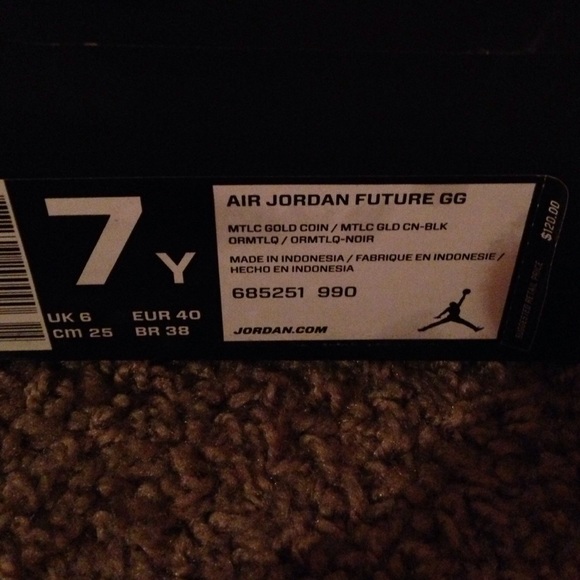 7 Y
UK 6 EUR 40
CM 25 BR 38
AIR JORDAN FUTURE GG
MTLC GOLD COIN / MTLC GLD CN-BLK
ORMTLQ / ORMTLQ-NOIR
MADE IN INDONESIA / FABRIQUE EN INDONESIE /
HECHO EN INDONESIA
685251 990
JORDAN.COM
$120.00